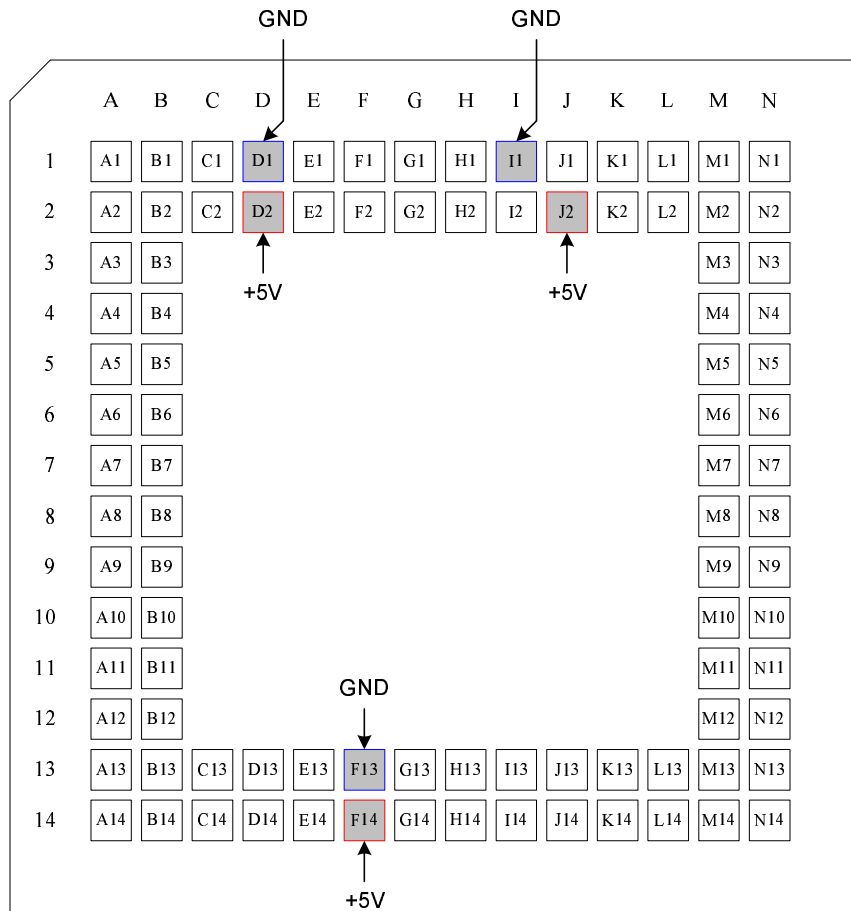 GND GND
A B C D E F G H I J K L M N
1 A1 B1 C1 D1 E1 F1 G1 H1 I1 J1 K1 L1 M1 N1
2 A2 B2 C2 D2 E2 F2 G2 H2 I2 J2 K2 L2 M2 N2
3 A3 B3 M3 N3
+5V +5V
4 A4 B4 M4 N4
5 A5 B5 M5 N5
6 A6 B6 M6 N6
7 A7 B7 M7 N7
8 A8 B8 M8 N8
9 A9 B9 M9 N9
10 A10 B10 M10 N10
11 A11 B11 M11 N11
GND
12 A12 B12 M12 N12
13 A13 B13 C13 D13 E13 F13 G13 H13 I13 J13 K13 L13 M13 N13
14 A14 B14 C14 D14 E14 F14 G14 H14 I14 J14 K14 L14 M14 N14
+5V